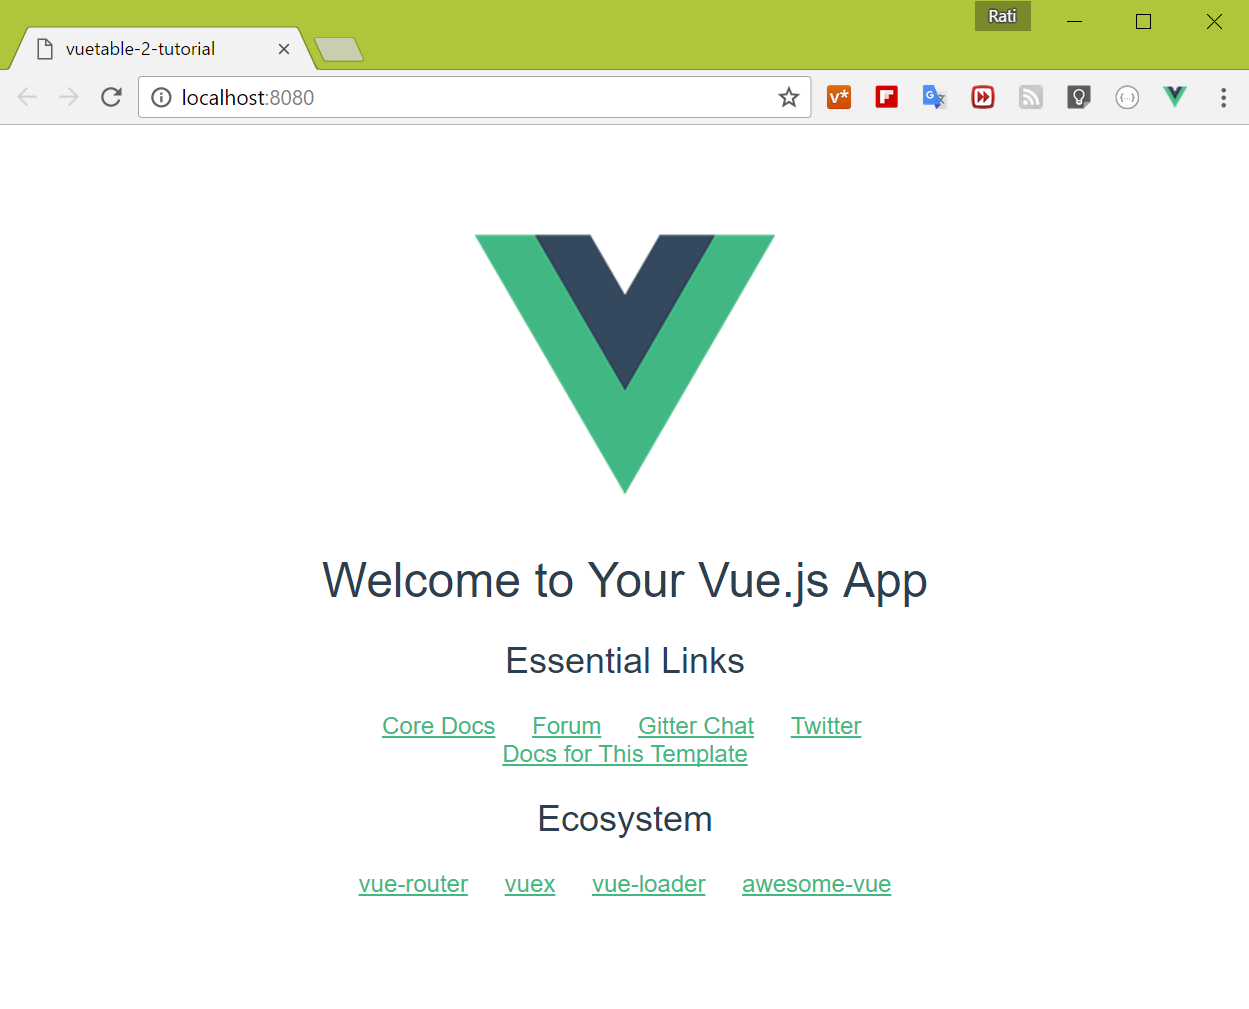 Rati
vuetable-2-tutorial
localhost:8080
v*
G
{...}
Welcome to Your Vue.js App
Essential Links
Core Docs Forum Gitter Chat Twitter
Docs for This Template
Ecosystem
vue-router vuex vue-loader awesome-vue